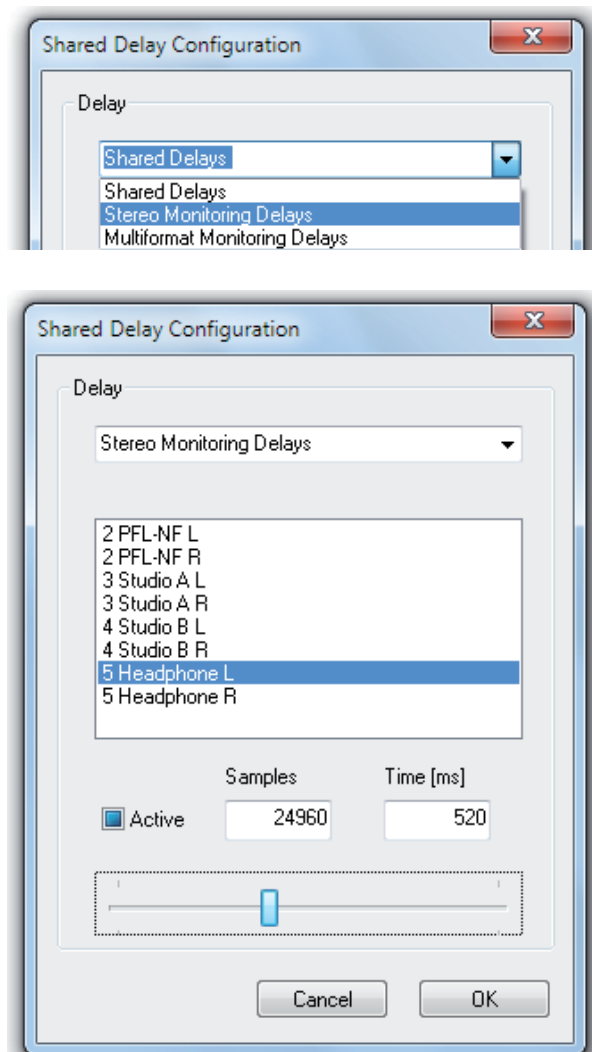 Shared Delay Configuration
Delay
Shared Delays
Shared Delays
Stereo Monitoring Delays
Multiformat Monitoring Delays
Shared Delay Configuration
Delay
Stereo Monitoring Delays
2 PFL-NF L
2 PFL-NF R
3 Studio A L
3 Studio A R
4 Studio B L
4 Studio B R
5 Headphone L
5 Headphone R
Samples Time [ms]
Active 24960 520
Cancel OK